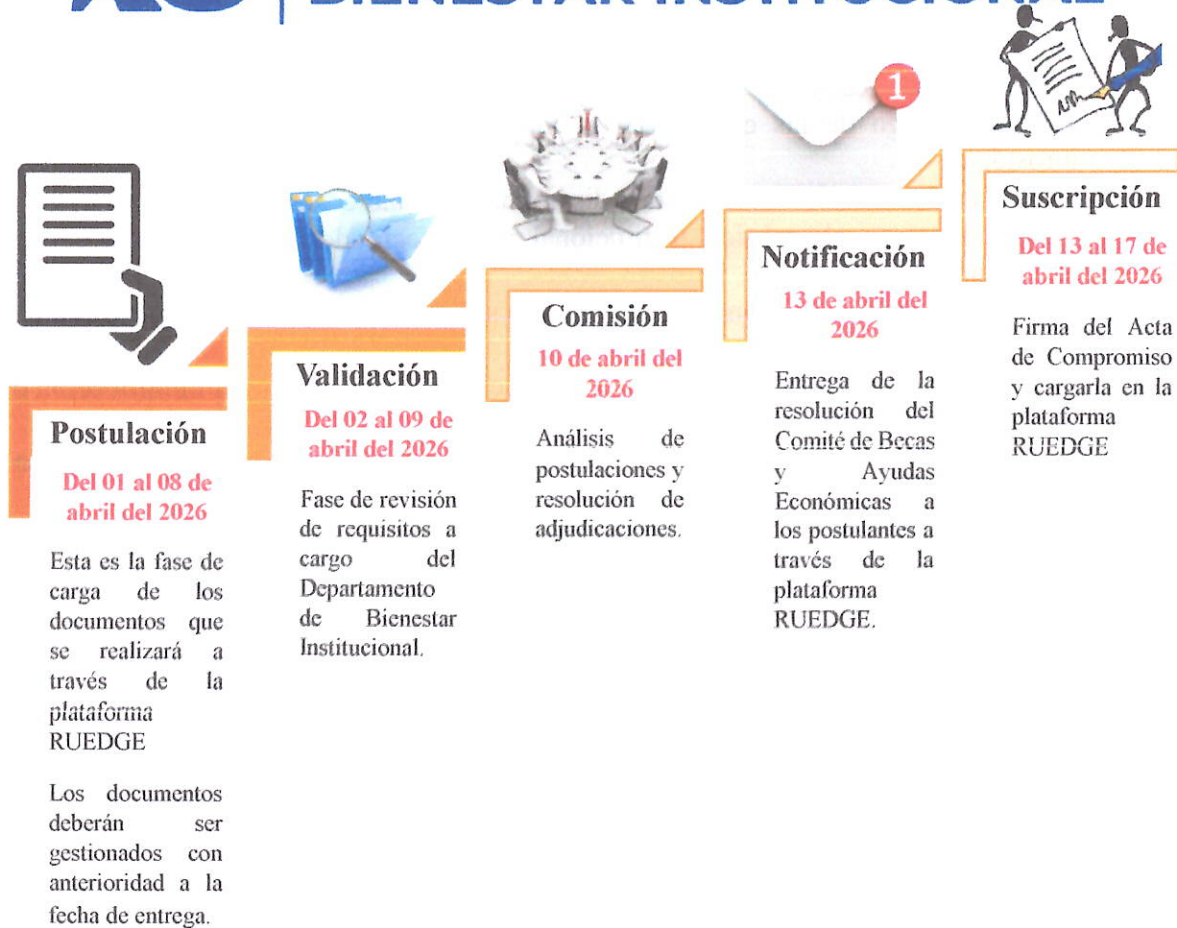 BIENESTAR INSTITUCIONAL
1
Postulación
Del 01 al 08 de
abril del 2026
Esta es la fase de
carga de los
documentos que
se realizará a
través de la
plataforma
RUEDGE
Los documentos
deberán ser
gestionados con
anterioridad a la
fecha de entrega.
Validación
Del 02 al 09 de
abril del 2026
Fase de revisión
de requisitos a
cargo del
Departamento
de Bienestar
Institucional.
Comisión
10 de abril del
2026
Análisis de
postulaciones y
resolución de
adjudicaciones.
Notificación
13 de abril del
2026
Entrega de la
resolución del
Comité de Becas
y Ayudas
Económicas a
los postulantes a
través de la
plataforma
RUEDGE.
Suscripción
Del 13 al 17 de
abril del 2026
Firma del Acta
de Compromiso
y cargarla en la
plataforma
RUEDGE